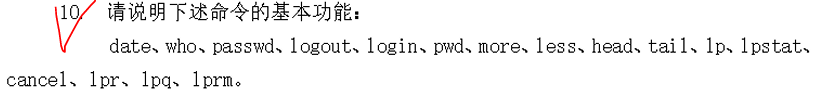 10. 请说明下述命令的基本功能：
date、who、passwd、logout、login、pwd、more、less、head、tail、lp、lpstat、
cancel、lpr、lpq、lprm。